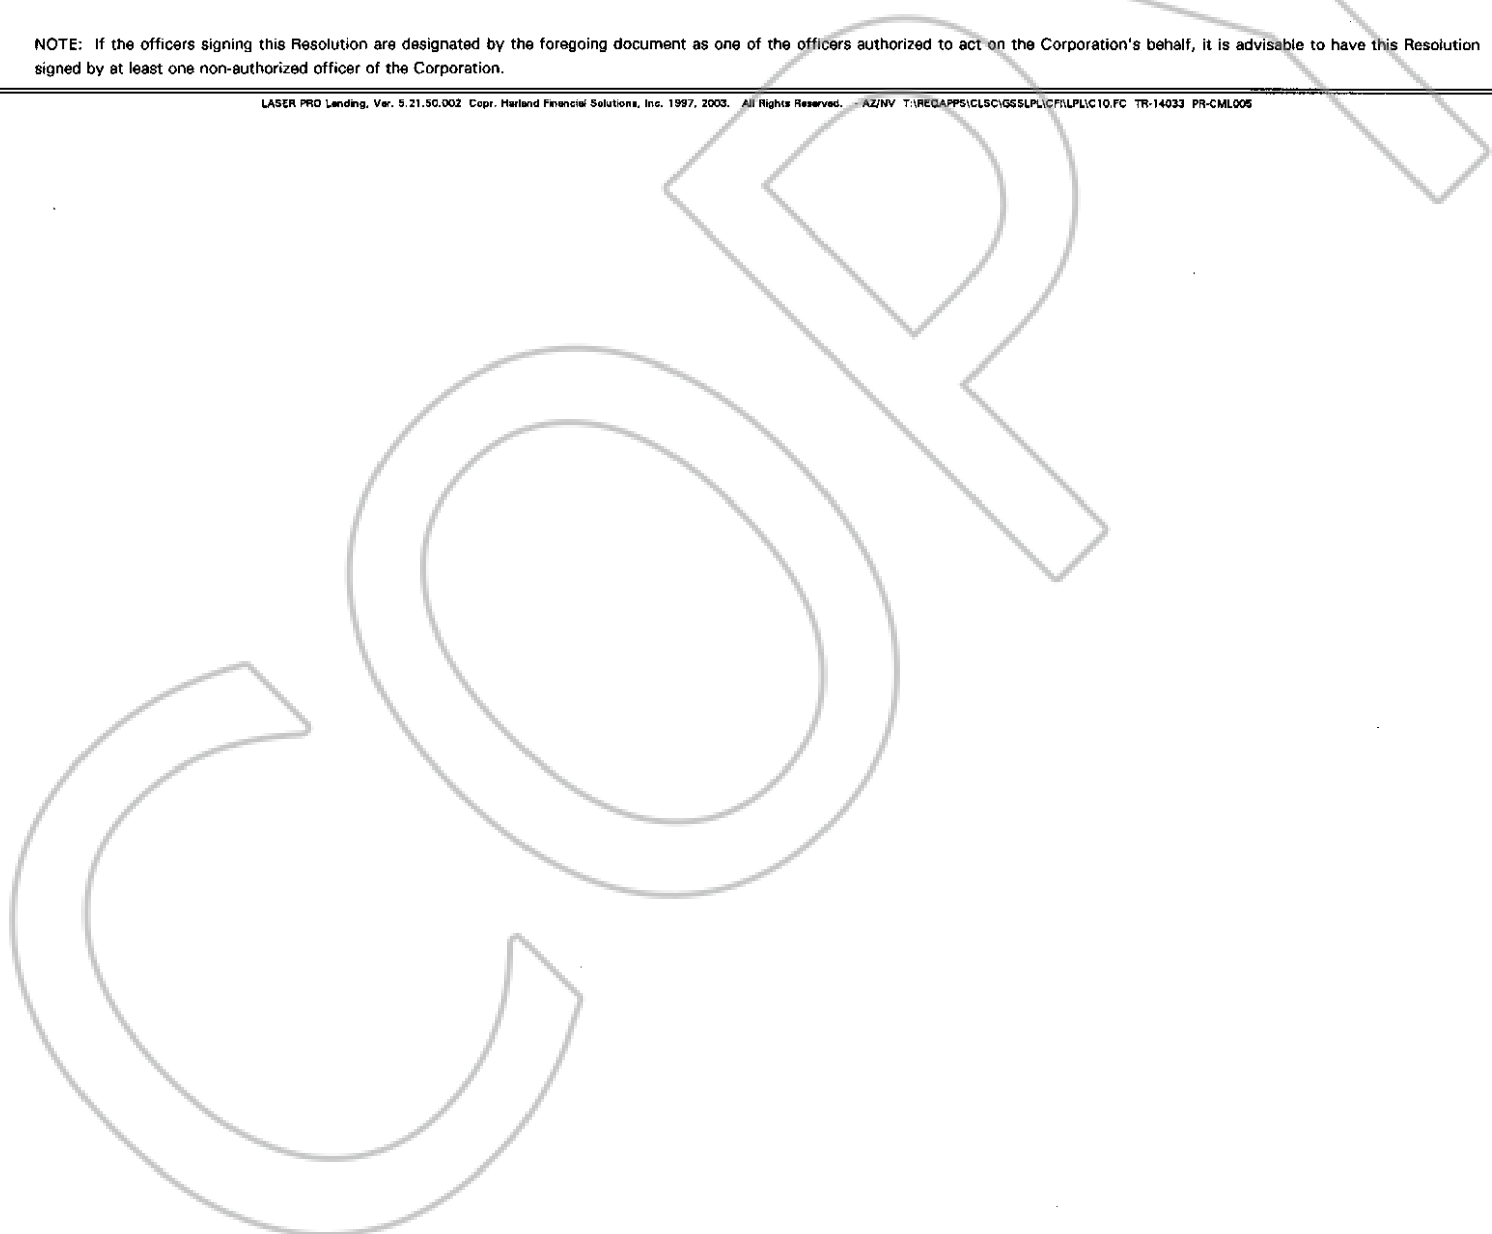 NOTE: If the officers signing this Resolution are designated by the foregoing document as one of the officers authorized to act on the Corporation's behalf, it is advisable to have this Resolution
signed by at least one non-authorized officer of the Corporation.
LASER PRO Lending, Ver. 5.21.50.002 Copr. Harland Financial Solutions, Inc. 1997, 2003. All Rights Reserved. - AZ/NV T:\REQAPPS\CLSC\GSSLPL\CFI\LPL\C10.FC TR-14033 PR-CML005
COPY